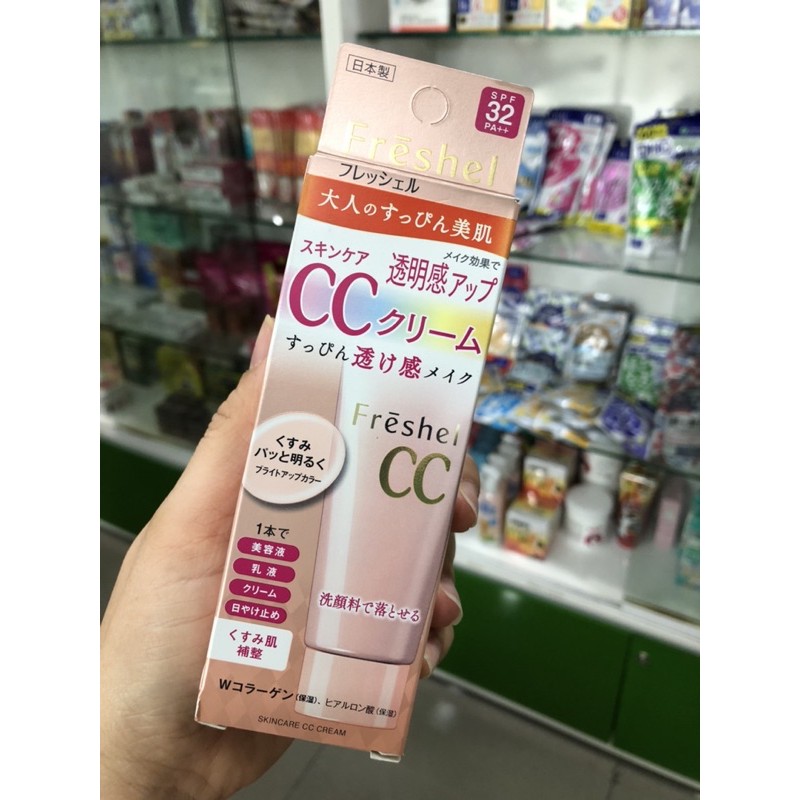 日本製
SPF
32
PA++
Frēshel
フレッシェル
大人のすっぴん美肌
メイク効果で
スキンケア 透明感アップ
CCクリーム
すっぴん透け感メイク
Frēshel
CC
くすみ
パッと明るく
ブライトアップカラー
1本で
美容液
乳液
クリーム
日やけ止め
くすみ肌
補整
洗顔料で落とせる
Wコラーゲン(保湿)、ヒアルロン酸(保湿)
SKINCARE CC CREAM